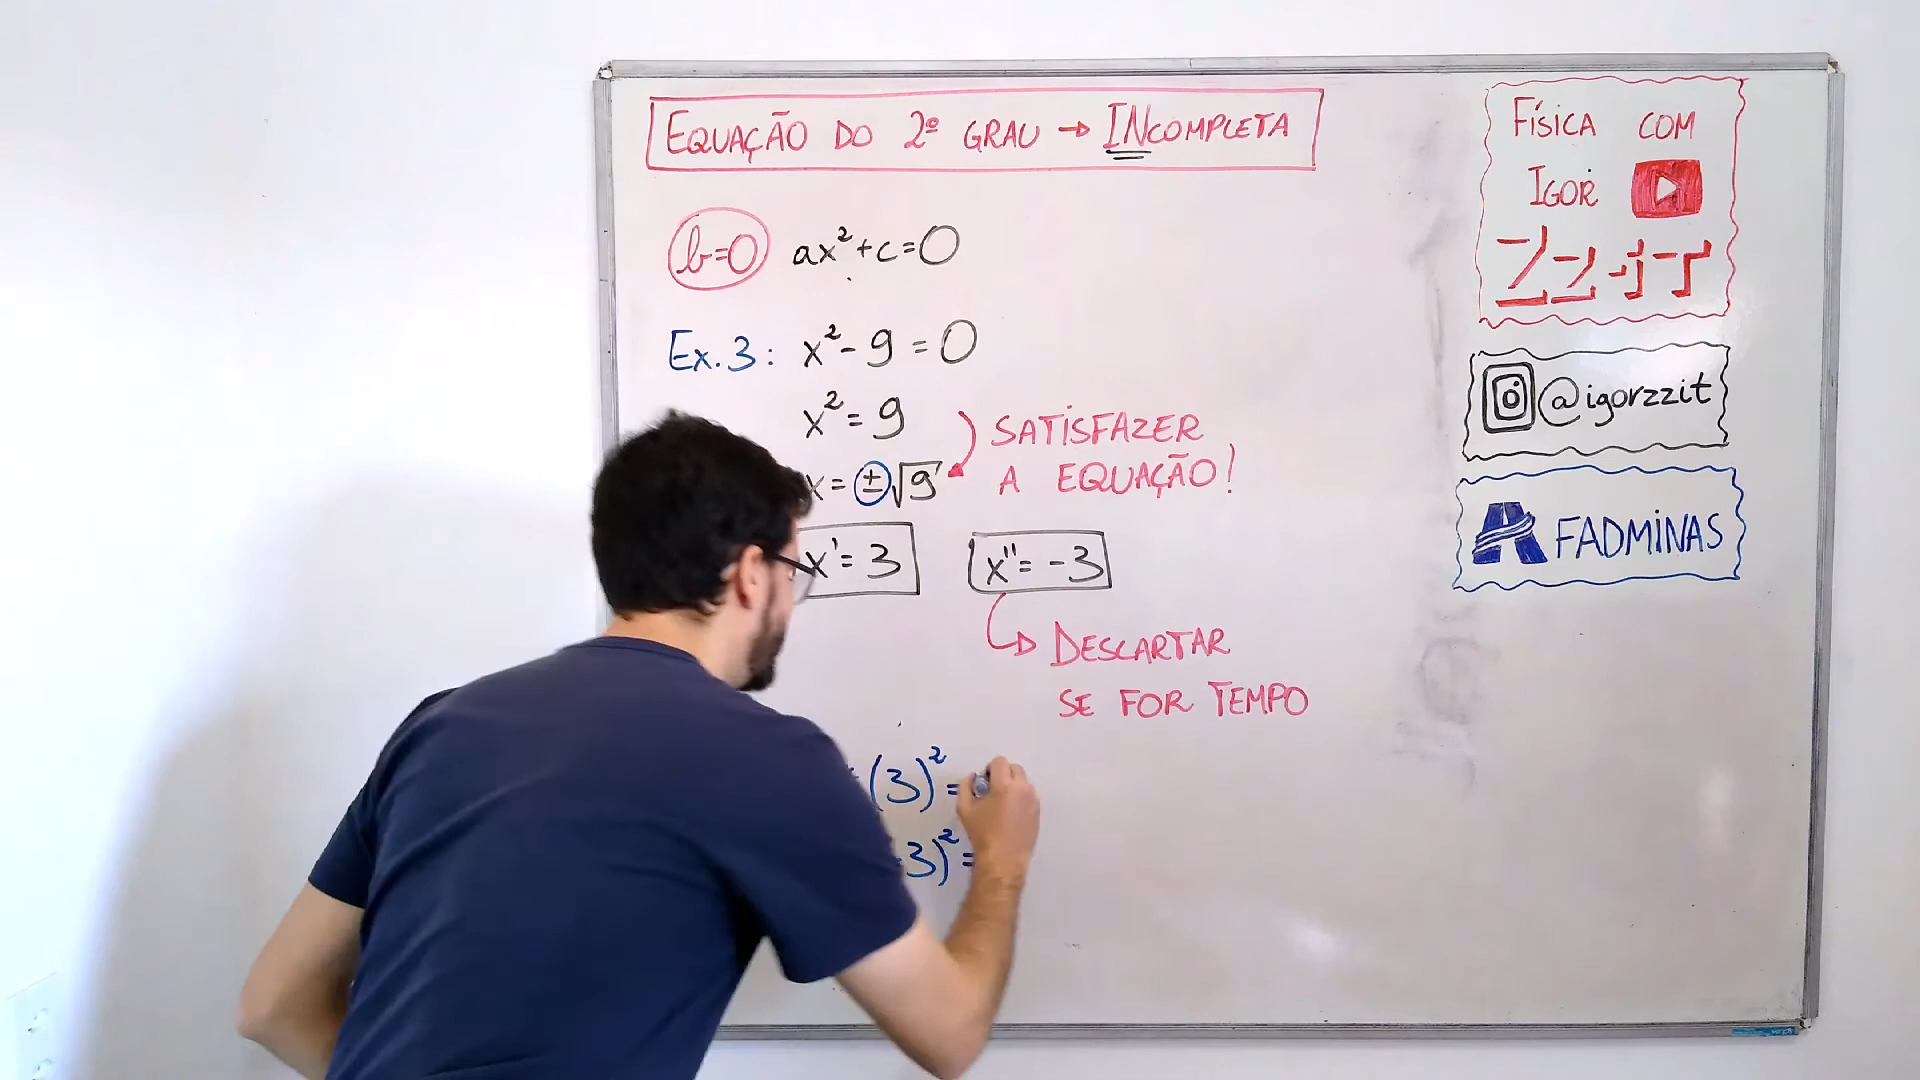 EQUAÇÃO DO 2º GRAU → INCOMPLETA
b=0 ax²+c=0
Ex.3: x²-9=0
x²=9
x=±√9
SATISFAZER
A EQUAÇÃO!
x'=3
x''=-3
DESCARTAR
SE FOR TEMPO
(3)²=
3)²=
FÍSICA COM
IGOR
ZZiT
@igorzzit
FADMINAS